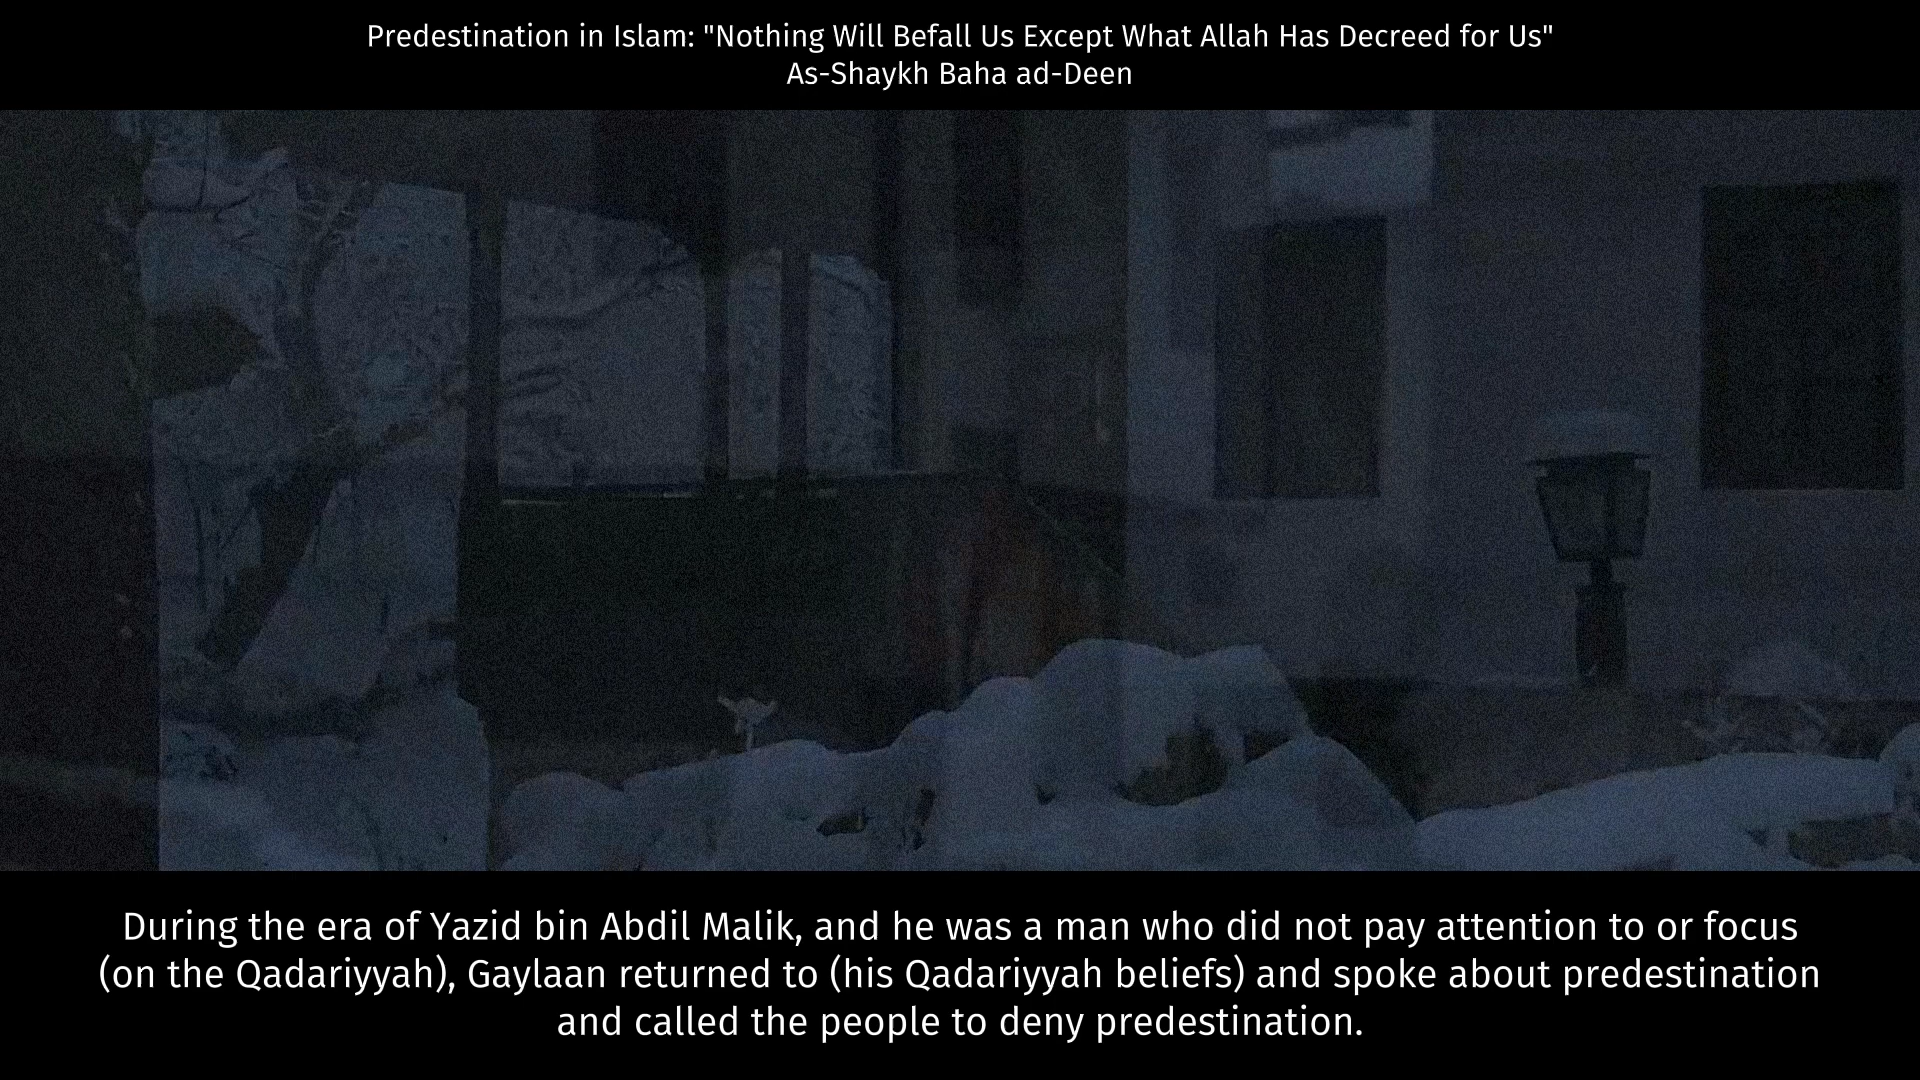 Predestination in Islam: "Nothing Will Befall Us Except What Allah Has Decreed for Us"
As-Shaykh Baha ad-Deen
During the era of Yazid bin Abdil Malik, and he was a man who did not pay attention to or focus
(on the Qadariyyah), Gaylaan returned to (his Qadariyyah beliefs) and spoke about predestination
and called the people to deny predestination.